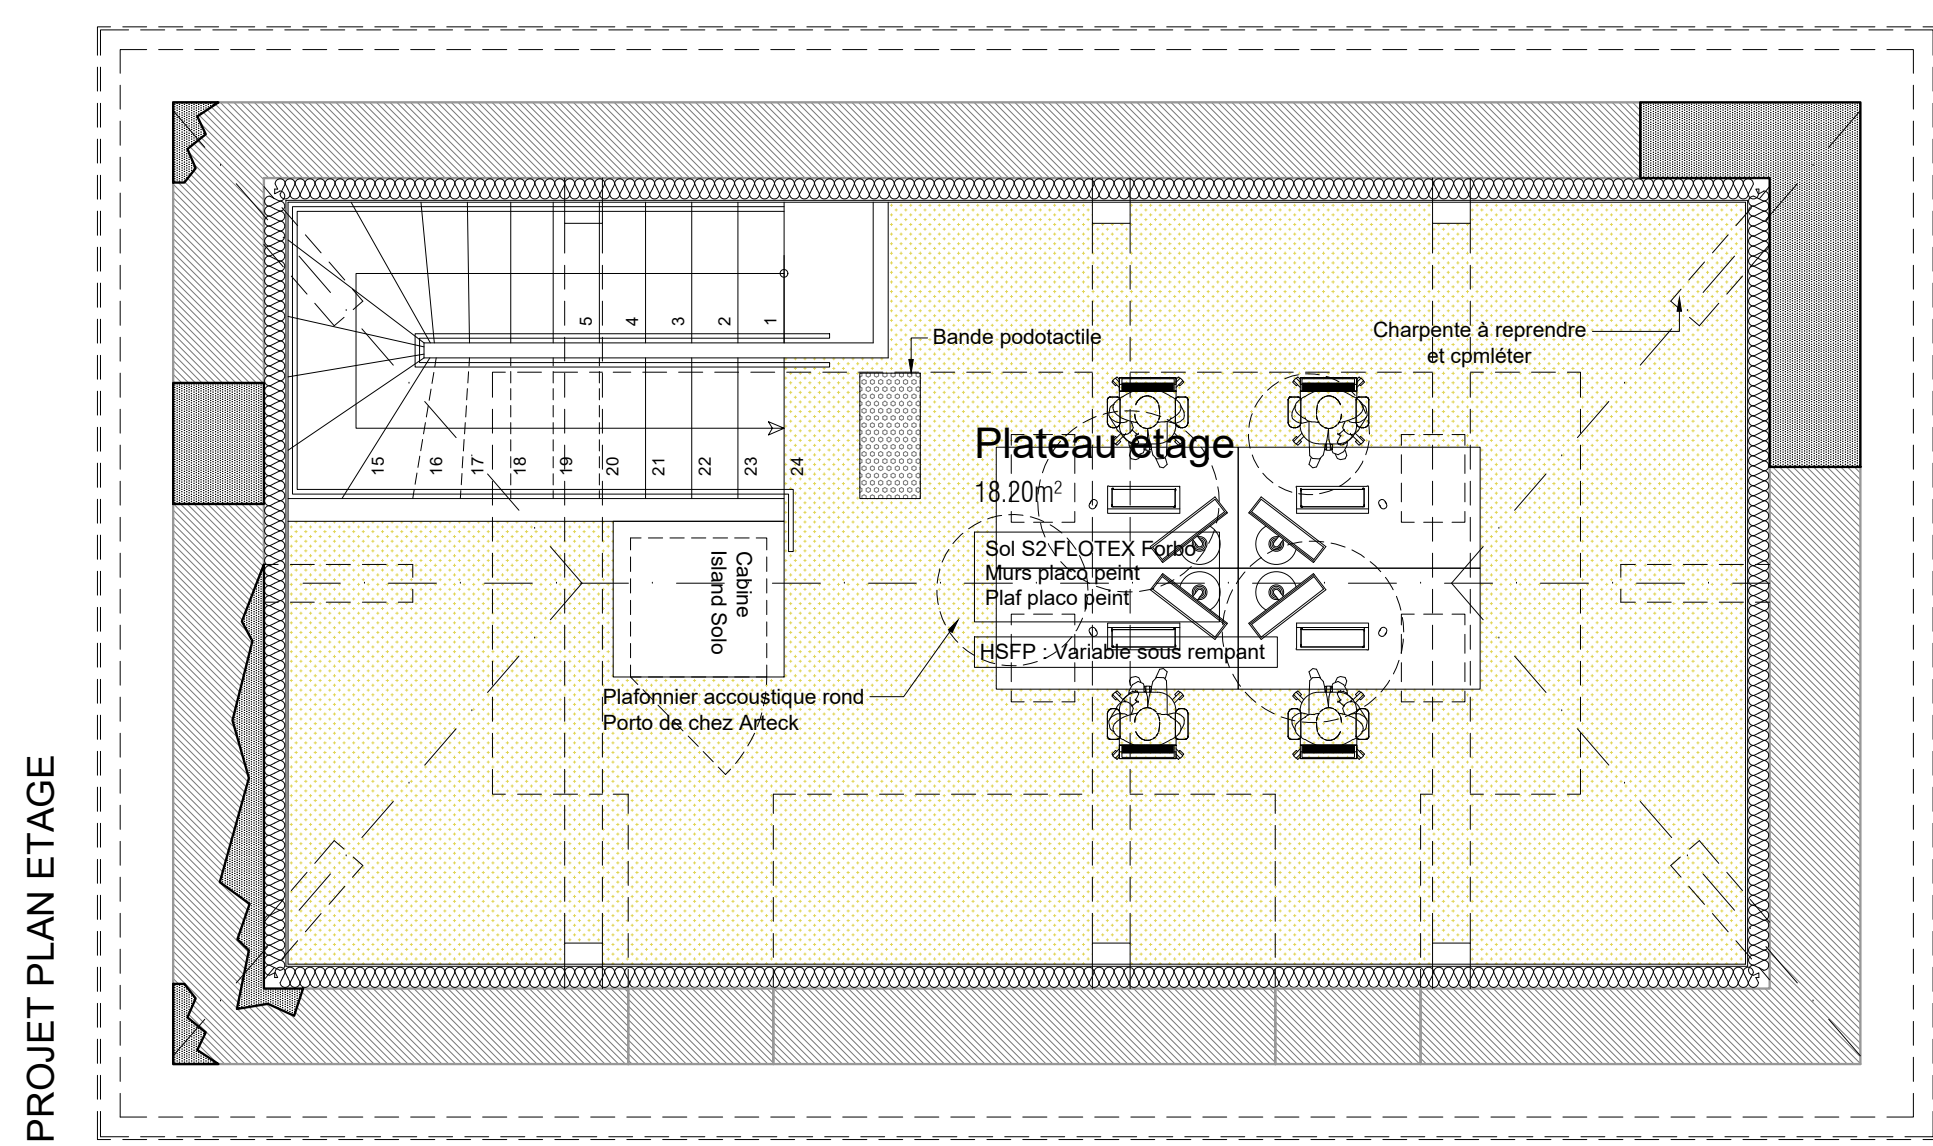 PROJET PLAN ETAGE
5
4
3
2
1
15
16
17
18
19
20
21
22
23
24
Bande podotactile
Charpente à reprendre
et cpmléter
Plateau etage
18.20m²
Sol S2 FLOTEX Forbo
Murs placo peint
Plaf placo peint
HSFP : Variable sous rempant
Cabine
Island Solo
Plafonnier accoustique rond
Porto de chez Arteck